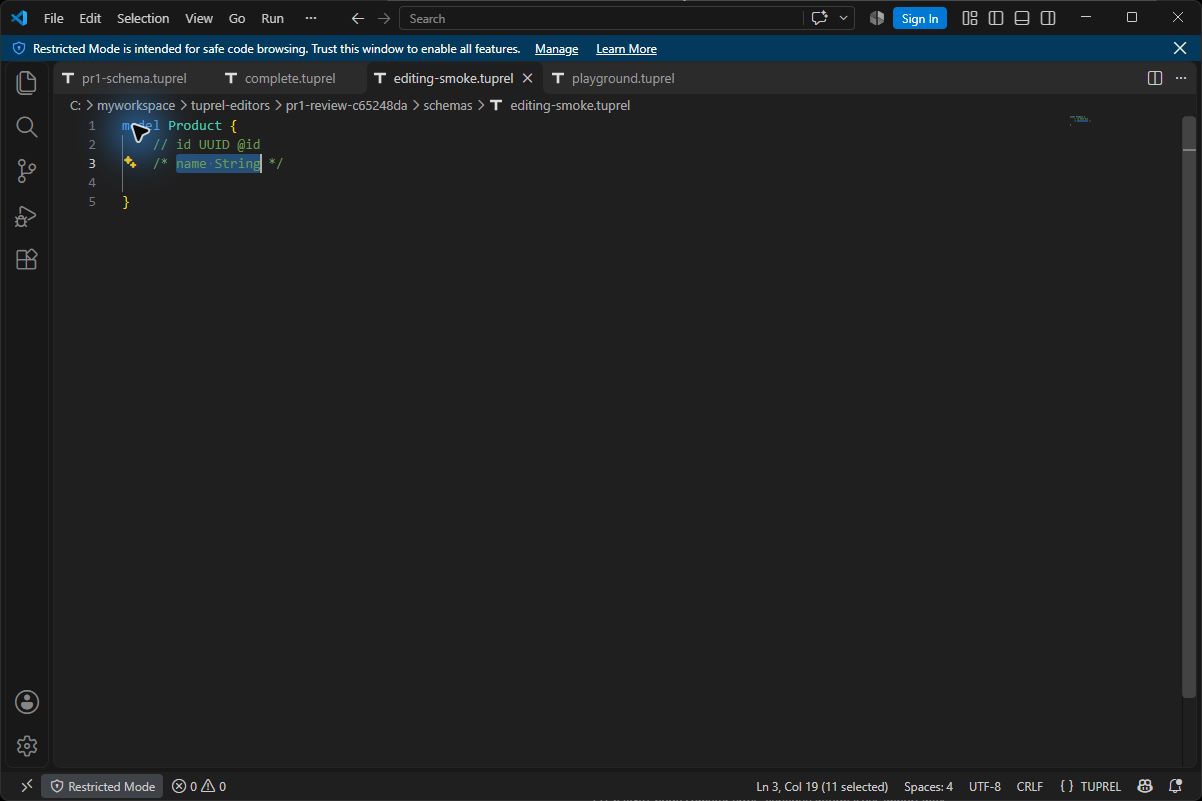 File Edit Selection View Go Run ··· Search Sign In
Restricted Mode is intended for safe code browsing. Trust this window to enable all features. Manage Learn More
pr1-schema.tuprel complete.tuprel editing-smoke.tuprel playground.tuprel
C: > myworkspace > tuprel-editors > pr1-review-c65248da > schemas > editing-smoke.tuprel
1 model Product {
2 // id UUID @id
3 /* name String */
4
5 }
Restricted Mode 0 0 Ln 3, Col 19 (11 selected) Spaces: 4 UTF-8 CRLF { } TUPREL